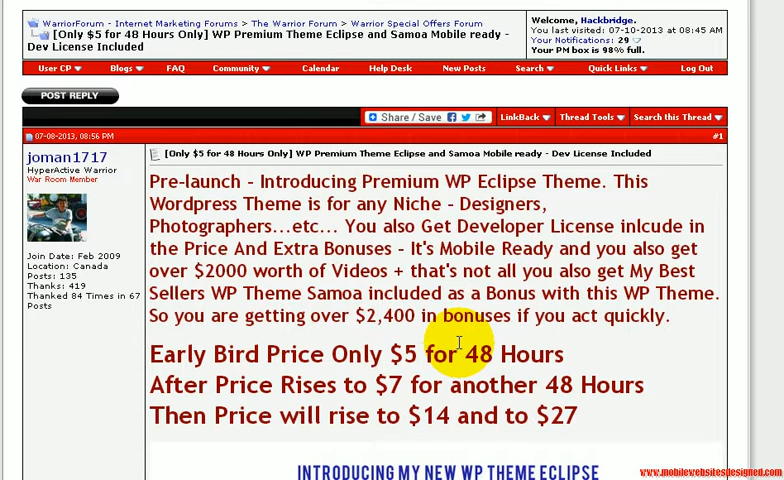 WarriorForum - Internet Marketing Forums > The Warrior Forum > Warrior Special Offers Forum
[Only $5 for 48 Hours Only] WP Premium Theme Eclipse and Samoa Mobile ready -
Dev License Included
Welcome, Hackbridge.
You last visited: 07-10-2013 at 08:45 AM
Your Notifications: 29
Your PM box is 98% full.
User CP Blogs FAQ Community Calendar Help Desk New Posts Search Quick Links Log Out
POST REPLY
Share / Save LinkBack Thread Tools Search this Thread
07-08-2013, 08:56 PM #1
joman1717
HyperActive Warrior
War Room Member
Join Date: Feb 2009
Location: Canada
Posts: 135
Thanks: 419
Thanked 84 Times in 67
Posts
[Only $5 for 48 Hours Only] WP Premium Theme Eclipse and Samoa Mobile ready - Dev License Included
Pre-launch - Introducing Premium WP Eclipse Theme. This
Wordpress Theme is for any Niche - Designers,
Photographers...etc... You also Get Developer License inlcude in
the Price And Extra Bonuses - It's Mobile Ready and you also get
over $2000 worth of Videos + that's not all you also get My Best
Sellers WP Theme Samoa included as a Bonus with this WP Theme.
So you are getting over $2,400 in bonuses if you act quickly.
Early Bird Price Only $5 for 48 Hours
After Price Rises to $7 for another 48 Hours
Then Price will rise to $14 and to $27
INTRODUCING MY NEW WP THEME ECLIPSE
www.mobilewebsitesdesigned.com